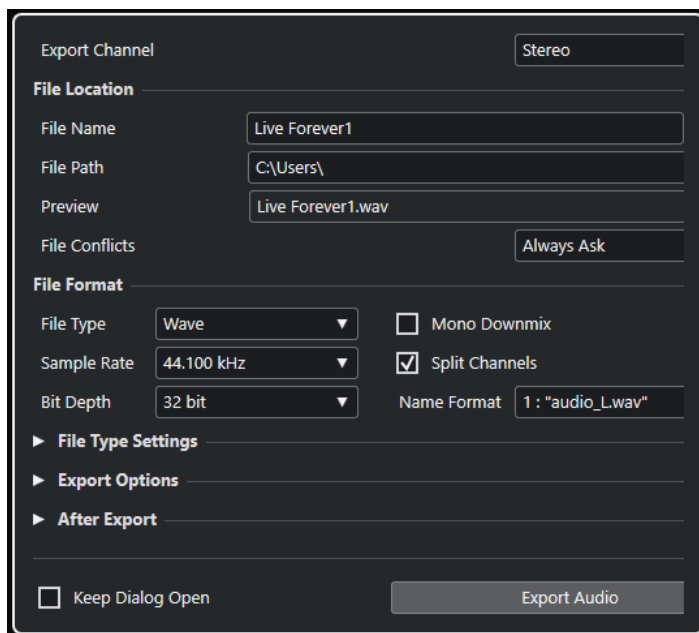 Export Channel Stereo
File Location
File Name Live Forever1
File Path C:\Users\
Preview Live Forever1.wav
File Conflicts Always Ask
File Format
File Type Wave Mono Downmix
Sample Rate 44.100 kHz Split Channels
Bit Depth 32 bit Name Format 1 : "audio_L.wav"
File Type Settings
Export Options
After Export
Keep Dialog Open Export Audio